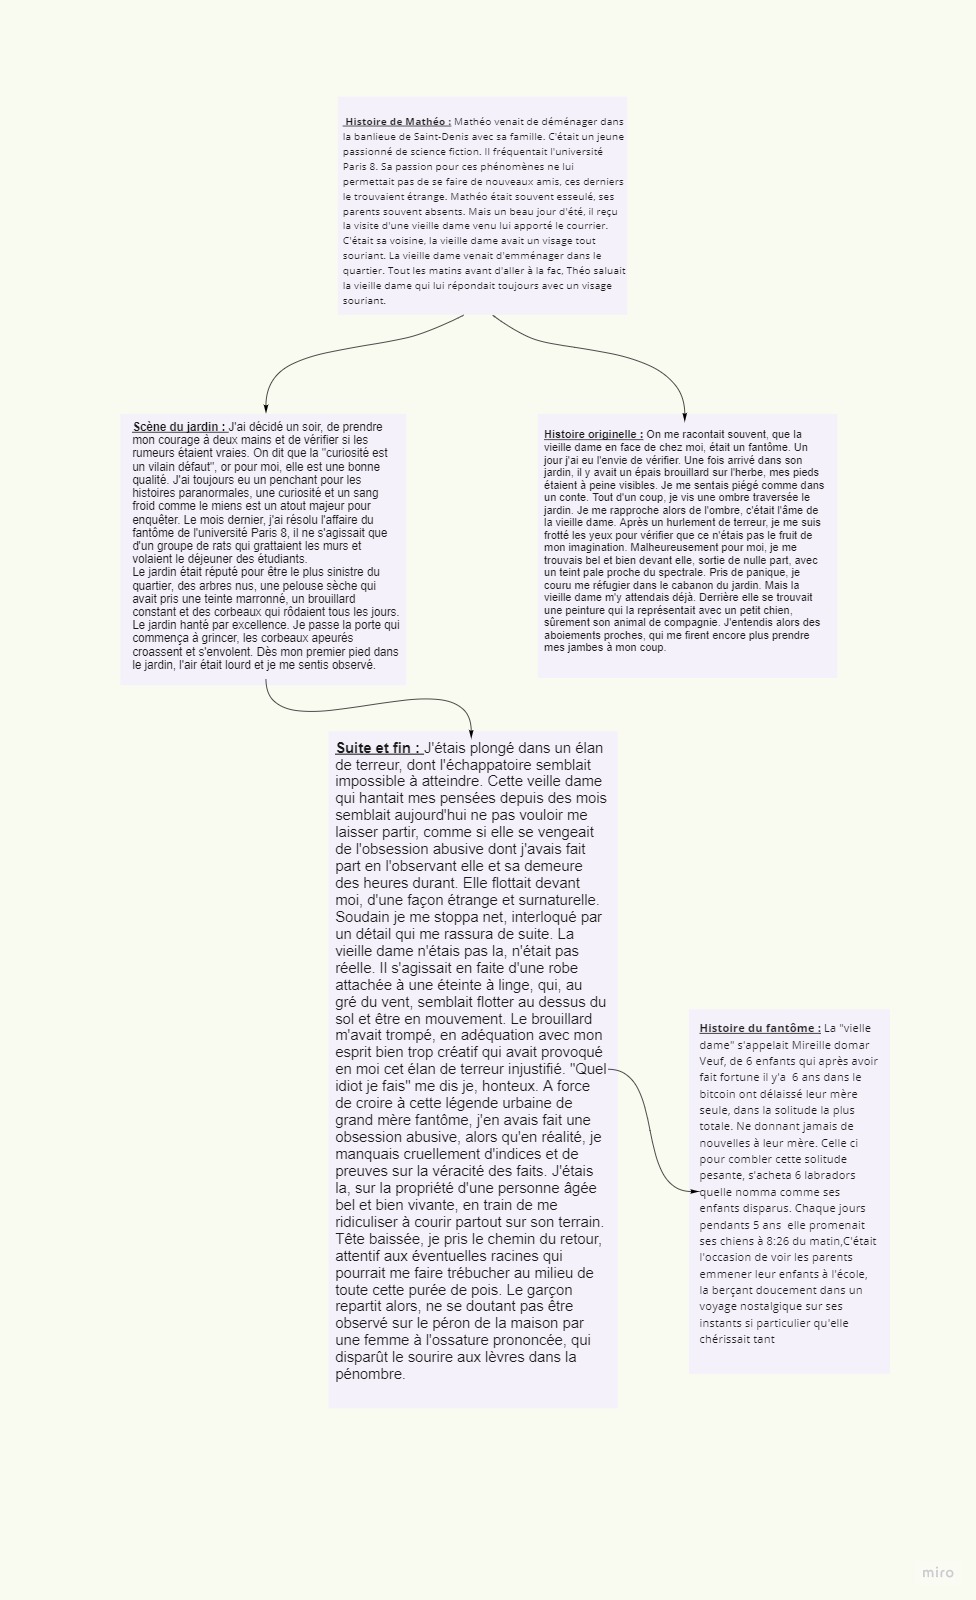 Histoire de Mathéo : Mathéo venait de déménager dans
la banlieue de Saint-Denis avec sa famille. C'était un jeune
passionné de science fiction. Il fréquentait l'université
Paris 8. Sa passion pour ces phénomènes ne lui
permettait pas de se faire de nouveaux amis, ces derniers
le trouvaient étrange. Mathéo était souvent esseulé, ses
parents souvent absents. Mais un beau jour d'été, il reçu
la visite d'une vieille dame venu lui apporté le courrier.
C'était sa voisine, la vieille dame avait un visage tout
souriant. La vieille dame venait d'emménager dans le
quartier. Tout les matins avant d'aller à la fac, Théo saluait
la vieille dame qui lui répondait toujours avec un visage
souriant.
Scène du jardin : J'ai décidé un soir, de prendre
mon courage à deux mains et de vérifier si les
rumeurs étaient vraies. On dit que la "curiosité est
un vilain défaut", or pour moi, elle est une bonne
qualité. J'ai toujours eu un penchant pour les
histoires paranormales, une curiosité et un sang
froid comme le miens est un atout majeur pour
enquêter. Le mois dernier, j'ai résolu l'affaire du
fantôme de l'université Paris 8, il ne s'agissait que
d'un groupe de rats qui grattaient les murs et
volaient le déjeuner des étudiants.
Le jardin était réputé pour être le plus sinistre du
quartier, des arbres nus, une pelouse sèche qui
avait pris une teinte marronné, un brouillard
constant et des corbeaux qui rôdaient tous les jours.
Le jardin hanté par excellence. Je passe la porte qui
commença à grincer, les corbeaux apeurés
croassent et s'envolent. Dès mon premier pied dans
le jardin, l'air était lourd et je me sentis observé.
Histoire originelle : On me racontait souvent, que la
vieille dame en face de chez moi, était un fantôme. Un
jour j'ai eu l'envie de vérifier. Une fois arrivé dans son
jardin, il y avait un épais brouillard sur l'herbe, mes pieds
étaient à peine visibles. Je me sentais piégé comme dans
un conte. Tout d'un coup, je vis une ombre traversée le
jardin. Je me rapproche alors de l'ombre, c'était l'âme de
la vieille dame. Après un hurlement de terreur, je me suis
frotté les yeux pour vérifier que ce n'étais pas le fruit de
mon imagination. Malheureusement pour moi, je me
trouvais bel et bien devant elle, sortie de nulle part, avec
un teint pale proche du spectrale. Pris de panique, je
couru me réfugier dans le cabanon du jardin. Mais la
vieille dame m'y attendais déjà. Derrière elle se trouvait
une peinture qui la représentait avec un petit chien,
sûrement son animal de compagnie. J'entendis alors des
aboiements proches, qui me firent encore plus prendre
mes jambes à mon coup.
Suite et fin : J'étais plongé dans un élan
de terreur, dont l'échappatoire semblait
impossible à atteindre. Cette veille dame
qui hantait mes pensées depuis des mois
semblait aujourd'hui ne pas vouloir me
laisser partir, comme si elle se vengeait
de l'obsession abusive dont j'avais fait
part en l'observant elle et sa demeure
des heures durant. Elle flottait devant
moi, d'une façon étrange et surnaturelle.
Soudain je me stoppa net, interloqué par
un détail qui me rassura de suite. La
vieille dame n'étais pas la, n'était pas
réelle. Il s'agissait en faite d'une robe
attachée à une éteinte à linge, qui, au
gré du vent, semblait flotter au dessus du
sol et être en mouvement. Le brouillard
m'avait trompé, en adéquation avec mon
esprit bien trop créatif qui avait provoqué
en moi cet élan de terreur injustifié. "Quel
idiot je fais" me dis je, honteux. A force
de croire à cette légende urbaine de
grand mère fantôme, j'en avais fait une
obsession abusive, alors qu'en réalité, je
manquais cruellement d'indices et de
preuves sur la véracité des faits. J'étais
la, sur la propriété d'une personne âgée
bel et bien vivante, en train de me
ridiculiser à courir partout sur son terrain.
Tête baissée, je pris le chemin du retour,
attentif aux éventuelles racines qui
pourrait me faire trébucher au milieu de
toute cette purée de pois. Le garçon
repartit alors, ne se doutant pas être
observé sur le péron de la maison par
une femme à l'ossature prononcée, qui
disparût le sourire aux lèvres dans la
pénombre.
Histoire du fantôme : La "vielle
dame" s'appelait Mireille domar
Veuf, de 6 enfants qui après avoir
fait fortune il y'a 6 ans dans le
bitcoin ont délaissé leur mère
seule, dans la solitude la plus
totale. Ne donnant jamais de
nouvelles à leur mère. Celle ci
pour combler cette solitude
pesante, s'acheta 6 labradors
quelle nomma comme ses
enfants disparus. Chaque jours
pendants 5 ans elle promenait
ses chiens à 8:26 du matin,C'était
l'occasion de voir les parents
emmener leur enfants à l'école,
la berçant doucement dans un
voyage nostalgique sur ses
instants si particulier qu'elle
chérissait tant
miro